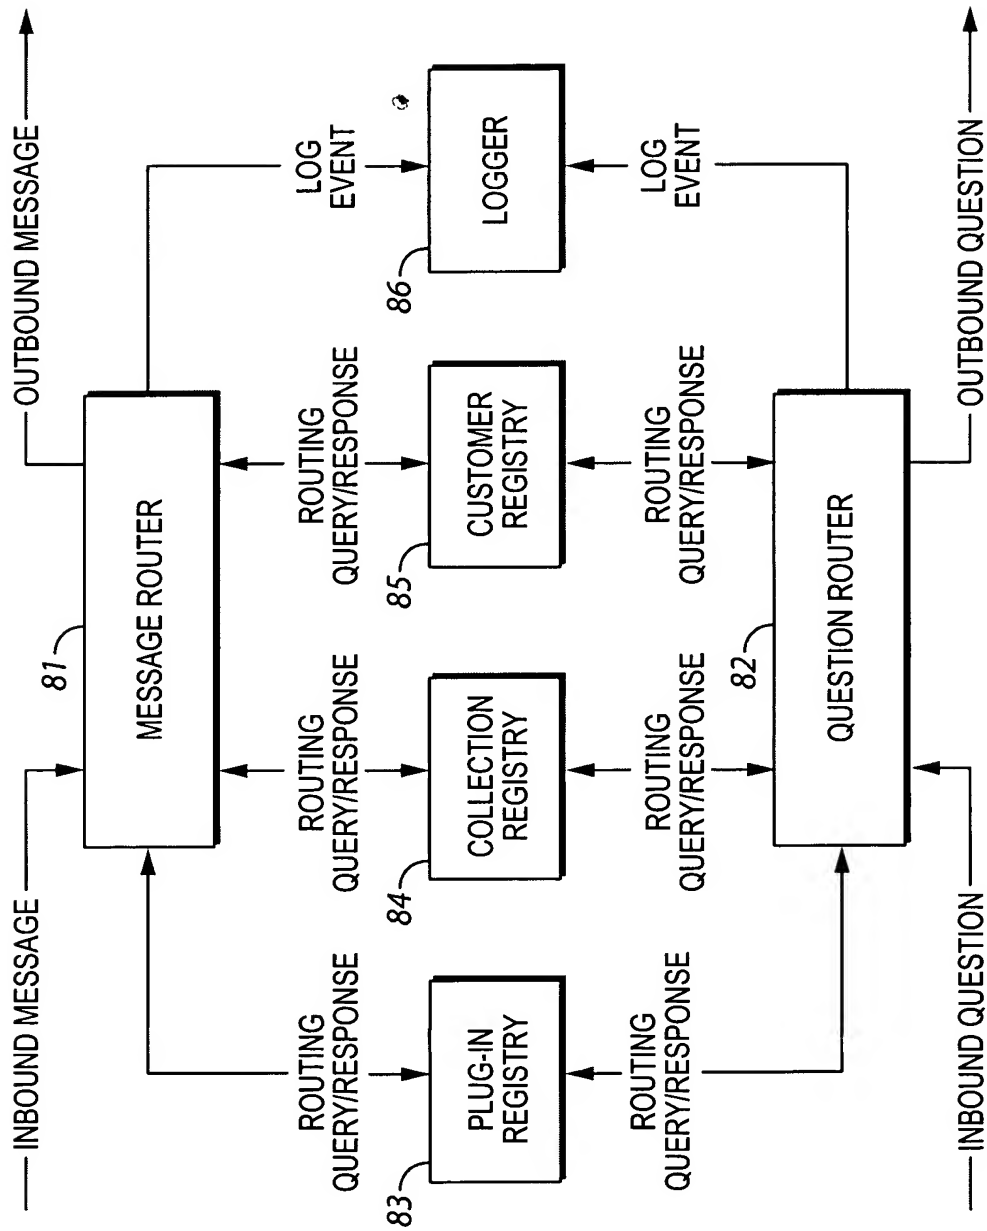 INBOUND MESSAGE
OUTBOUND MESSAGE
81
MESSAGE ROUTER
ROUTING
QUERY/RESPONSE
ROUTING
QUERY/RESPONSE
ROUTING
QUERY/RESPONSE
LOG
EVENT
83
PLUG-IN
REGISTRY
84
COLLECTION
REGISTRY
85
CUSTOMER
REGISTRY
86
LOGGER
ROUTING
QUERY/RESPONSE
ROUTING
QUERY/RESPONSE
ROUTING
QUERY/RESPONSE
LOG
EVENT
82
QUESTION ROUTER
INBOUND QUESTION
OUTBOUND QUESTION